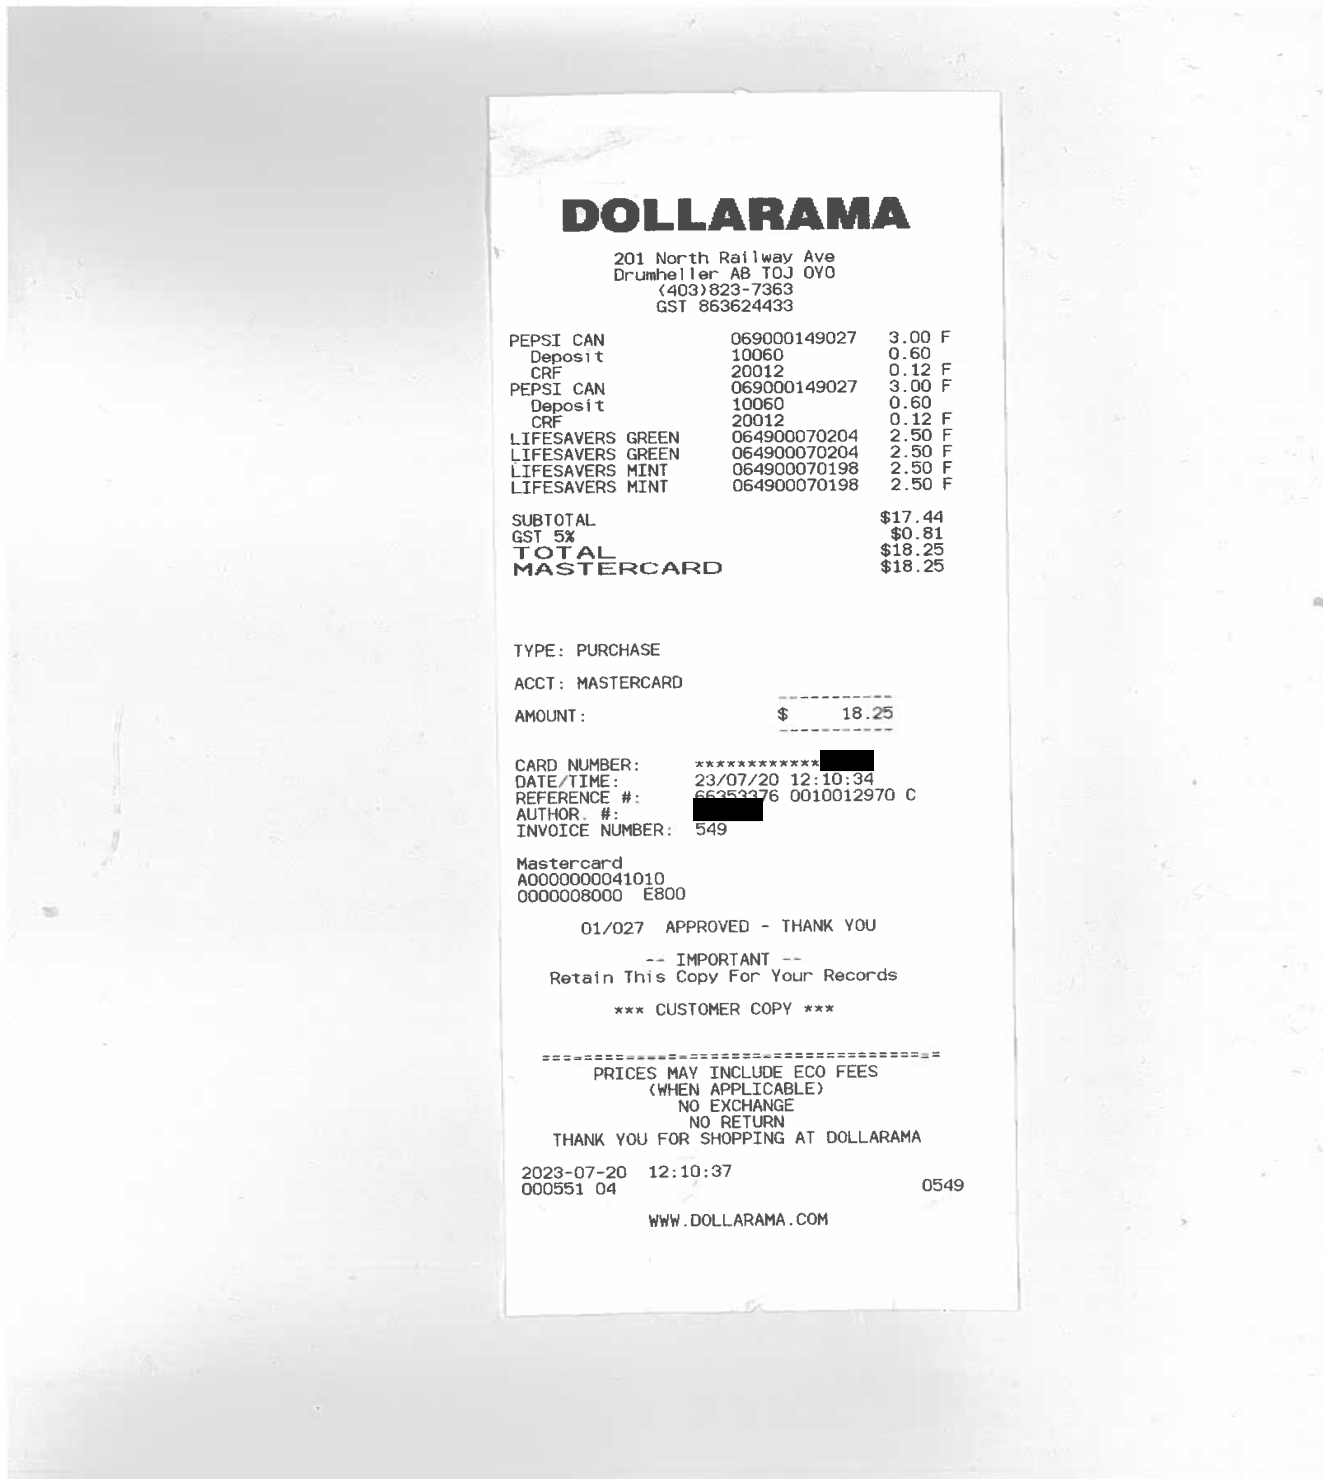 DOLLARAMA
201 North Railway Ave
Drumheller AB T0J 0Y0
(403)823-7363
GST 863624433
PEPSI CAN 069000149027 3.00 F
Deposit 10060 0.60
CRF 20012 0.12 F
PEPSI CAN 069000149027 3.00 F
Deposit 10060 0.60
CRF 20012 0.12 F
LIFESAVERS GREEN 064900070204 2.50 F
LIFESAVERS GREEN 064900070204 2.50 F
LIFESAVERS MINT 064900070198 2.50 F
LIFESAVERS MINT 064900070198 2.50 F
SUBTOTAL $17.44
GST 5% $0.81
TOTAL $18.25
MASTERCARD $18.25
TYPE: PURCHASE
ACCT: MASTERCARD
-----------
AMOUNT: $ 18.25
-----------
CARD NUMBER: ************
DATE/TIME: 23/07/20 12:10:34
REFERENCE #: 66353376 0010012970 C
AUTHOR. #:
INVOICE NUMBER: 549
Mastercard
A0000000041010
0000008000 E800
01/027 APPROVED - THANK YOU
-- IMPORTANT --
Retain This Copy For Your Records
*** CUSTOMER COPY ***
======================================
PRICES MAY INCLUDE ECO FEES
(WHEN APPLICABLE)
NO EXCHANGE
NO RETURN
THANK YOU FOR SHOPPING AT DOLLARAMA
2023-07-20 12:10:37
000551 04 0549
WWW.DOLLARAMA.COM